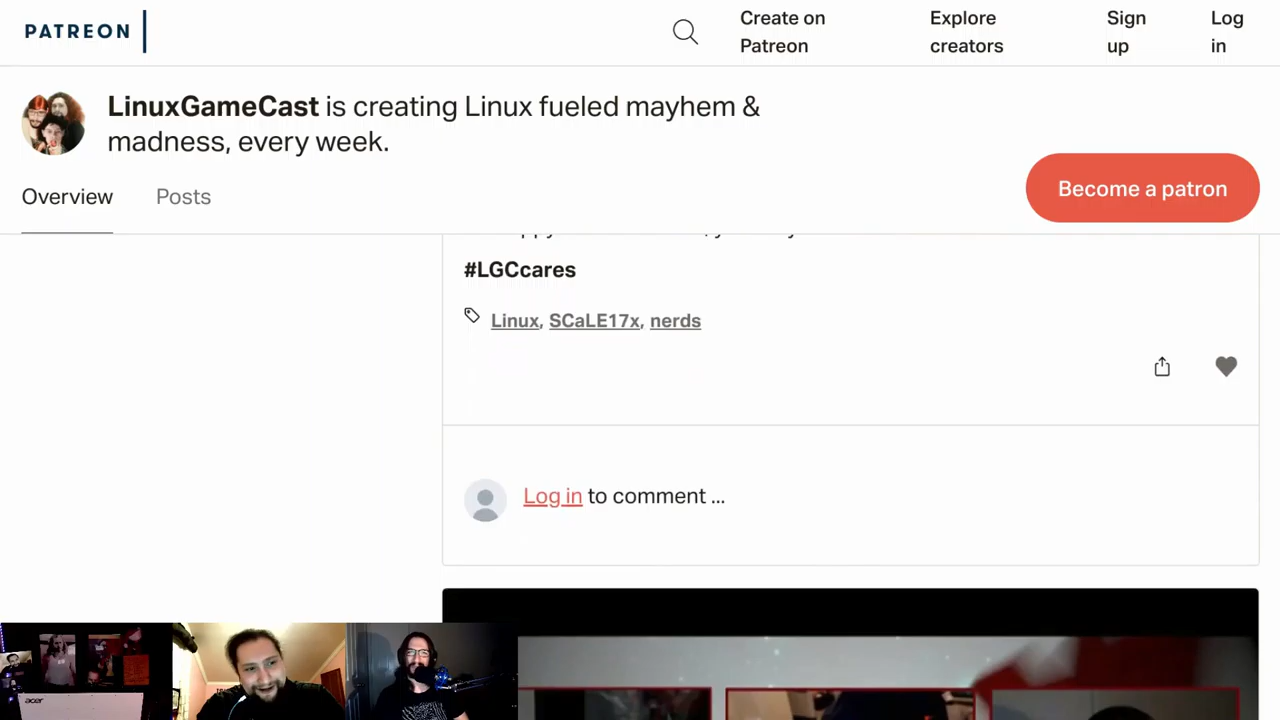 PATREON
Create on
Patreon
Explore
creators
Sign
up
Log
in
LinuxGameCast is creating Linux fueled mayhem &
madness, every week.
Become a patron
Overview
Posts
#LGCcares
Linux, SCaLE17x, nerds
Log in to comment ...
acer